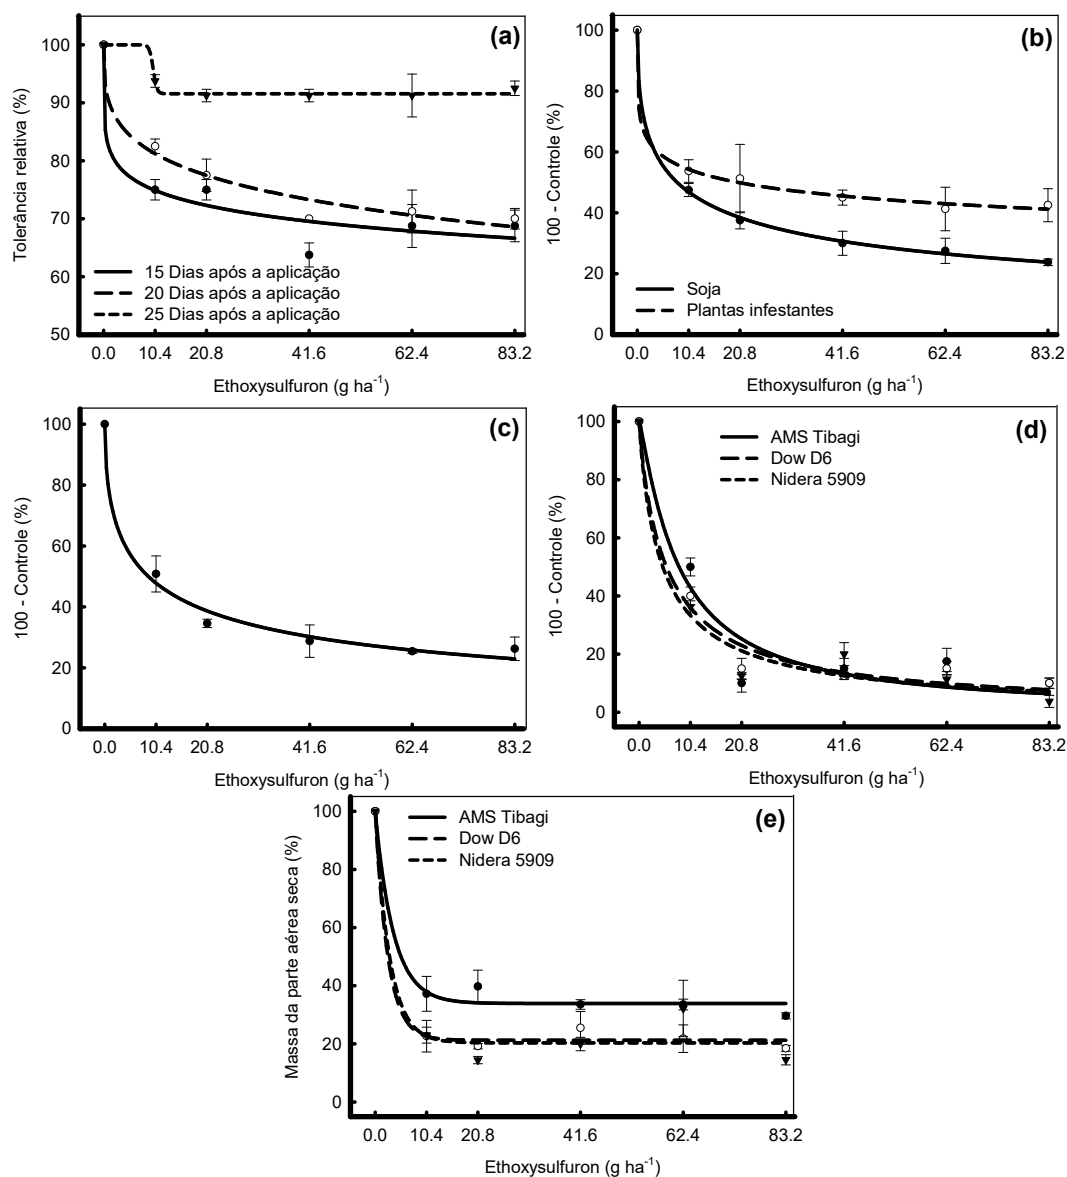 (a)
Tolerância relativa (%)
100
90
80
70
60
50
15 Dias após a aplicação
20 Dias após a aplicação
25 Dias após a aplicação
0.0 10.4 20.8 41.6 62.4 83.2
Ethoxysulfuron (g ha⁻¹)
(b)
100 - Controle (%)
100
80
60
40
20
0
Soja
Plantas infestantes
0.0 10.4 20.8 41.6 62.4 83.2
Ethoxysulfuron (g ha⁻¹)
(c)
100 - Controle (%)
100
80
60
40
20
0
0.0 10.4 20.8 41.6 62.4 83.2
Ethoxysulfuron (g ha⁻¹)
(d)
AMS Tibagi
Dow D6
Nidera 5909
100 - Controle (%)
100
80
60
40
20
0
0.0 10.4 20.8 41.6 62.4 83.2
Ethoxysulfuron (g ha⁻¹)
(e)
AMS Tibagi
Dow D6
Nidera 5909
Massa da parte aérea seca (%)
100
80
60
40
20
0
0.0 10.4 20.8 41.6 62.4 83.2
Ethoxysulfuron (g ha⁻¹)